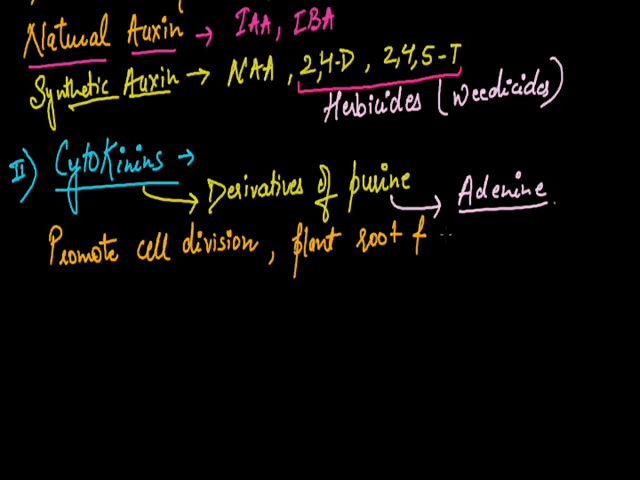 Natural Auxin → IAA, IBA
Synthetic Auxin → NAA, 2,4-D, 2,4,5-T
Herbicides (Weedicides)
II) Cytokinins →
→ Derivatives of purine → Adenine
Promote cell division, plant root f